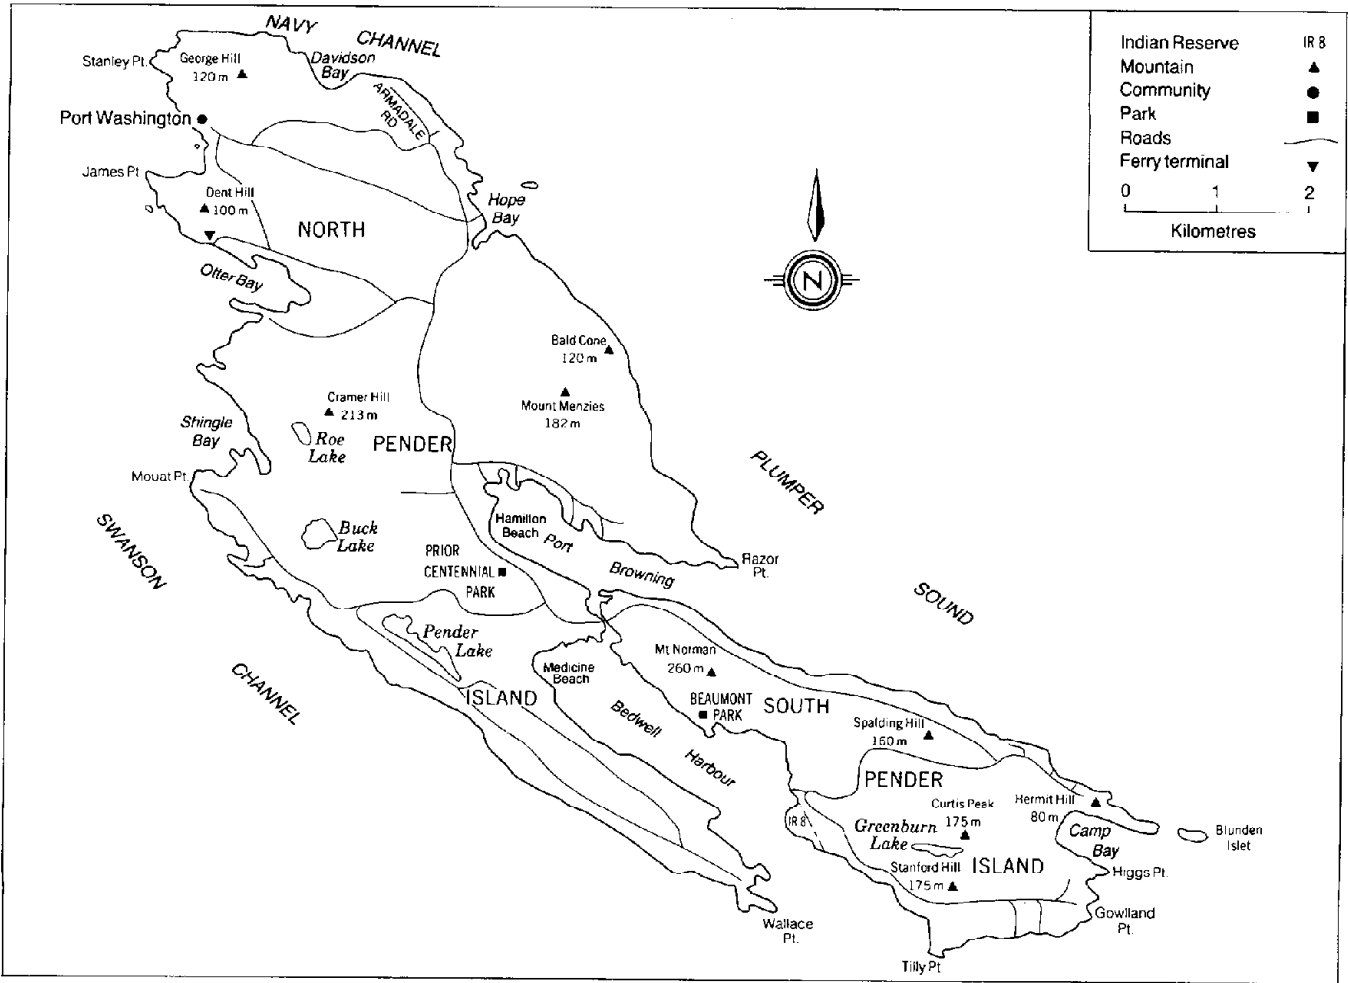 NAVY CHANNEL
Stanley Pt.
George Hill
120 m
Davidson
Bay
ARMADALE
RD
Port Washington
James Pt
Dent Hill
100 m
Hope
Bay
NORTH
Otter Bay
Bald Cone
120 m
Mount Menzies
182 m
Cramer Hill
213 m
Shingle
Bay
Roe
Lake
PENDER
Mouat Pt.
PLUMPER
SWANSON
Buck
Lake
Hamilton
Beach
Port
Browning
Razor
Pt.
PRIOR
CENTENNIAL
PARK
SOUND
Pender
Lake
CHANNEL
ISLAND
Medicine
Beach
Mt Norman
260 m
BEAUMONT
PARK
SOUTH
Bedwell
Harbour
Spalding Hill
160 m
PENDER
Curtis Peak
175 m
Hermit Hill
80 m
IR 8
Greenburn
Lake
Camp
Bay
Blunden
Islet
Stanford Hill
175 m
ISLAND
Higgs Pt.
Gowlland
Pt.
Wallace
Pt.
Tilly Pt
N
Indian Reserve IR 8
Mountain
Community
Park
Roads
Ferry terminal
0 1 2
Kilometres